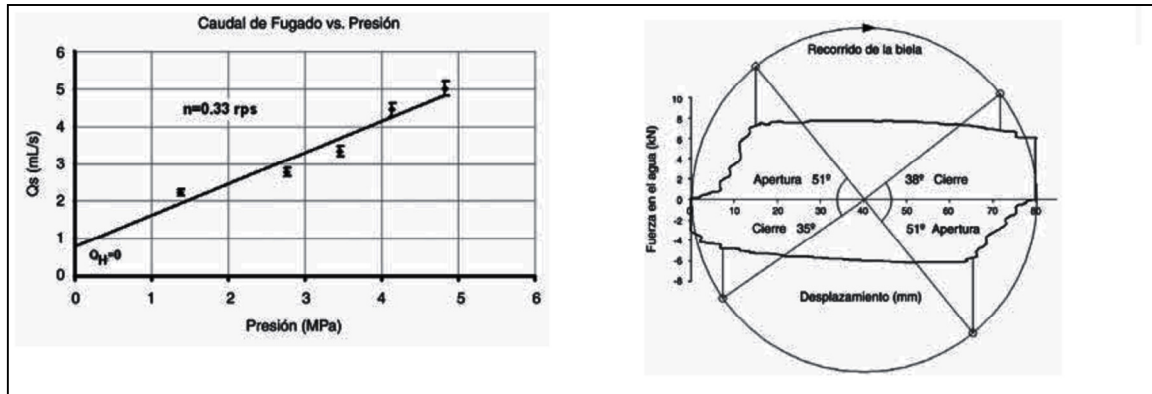 Caudal de Fugado vs. Presión
6
5
4
3
2
1
0
Qs (mL/s)
n=0.33 rps
QH=0
0 1 2 3 4 5 6
Presión (MPa)
Recorrido de la biela
10
8
6
4
2
0
-2
-4
-6
-8
Fuerza en el agua (kN)
Apertura 51º
38º Cierre
10 20 30 40 50 60 70 80
Cierre 35º
51º Apertura
Desplazamiento (mm)